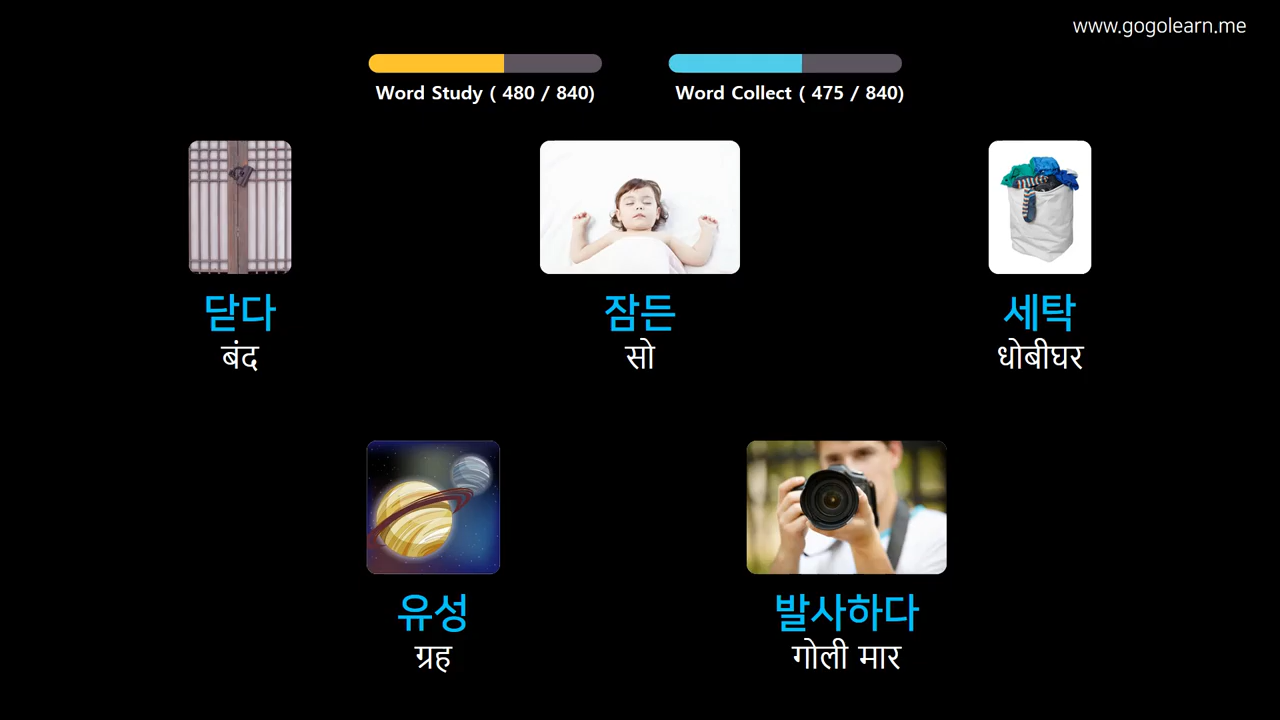 www.gogolearn.me
Word Study ( 480 / 840)
Word Collect ( 475 / 840)
닫다
बंद
잠든
सो
세탁
धोबीघर
유성
ग्रह
발사하다
गोली मार